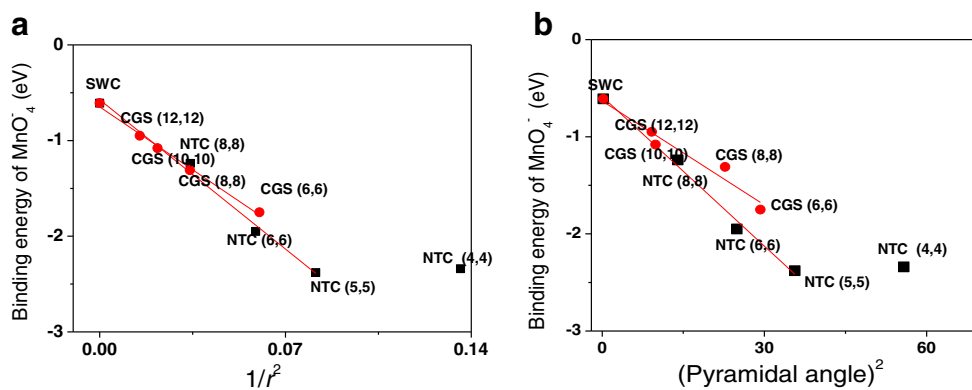 a
Binding energy of MnO₄⁻ (eV)
0
-1
-2
-3
0.00
0.07
0.14
1/r²
SWC
CGS (12,12)
NTC (8,8)
CGS (10,10)
CGS (8,8)
CGS (6,6)
NTC (6,6)
NTC (4,4)
NTC (5,5)
b
Binding energy of MnO₄⁻ (eV)
0
-1
-2
-3
0
30
60
(Pyramidal angle)²
SWC
CGS (12,12)
CGS (10,10)
CGS (8,8)
NTC (8,8)
CGS (6,6)
NTC (6,6)
NTC (4,4)
NTC (5,5)